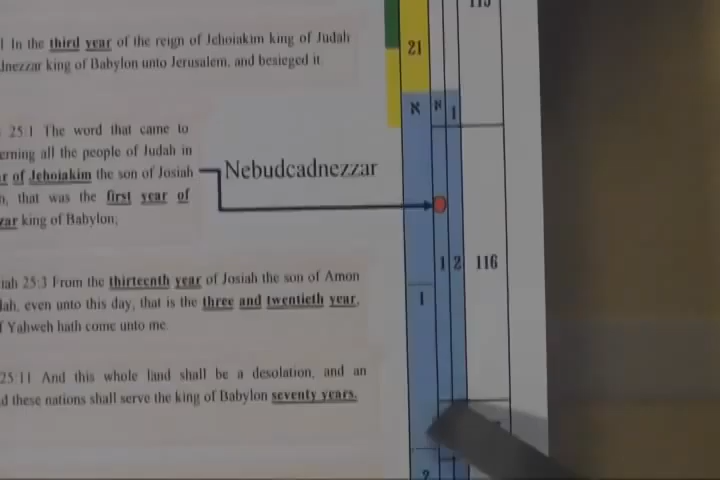 115
1 In the third year of the reign of Jehoiakim king of Judah
dnezzar king of Babylon unto Jerusalem, and besieged it
21
א א 1
25:1 The word that came to
erning all the people of Judah in
r of Jehoiakim the son of Josiah
n, that was the first year of
zar king of Babylon;
Nebudcadnezzar
1 2 116
iah 25:3 From the thirteenth year of Josiah the son of Amon
dah, even unto this day, that is the three and twentieth year,
f Yahweh hath come unto me.
1
25:11 And this whole land shall be a desolation, and an
d these nations shall serve the king of Babylon seventy years.
2